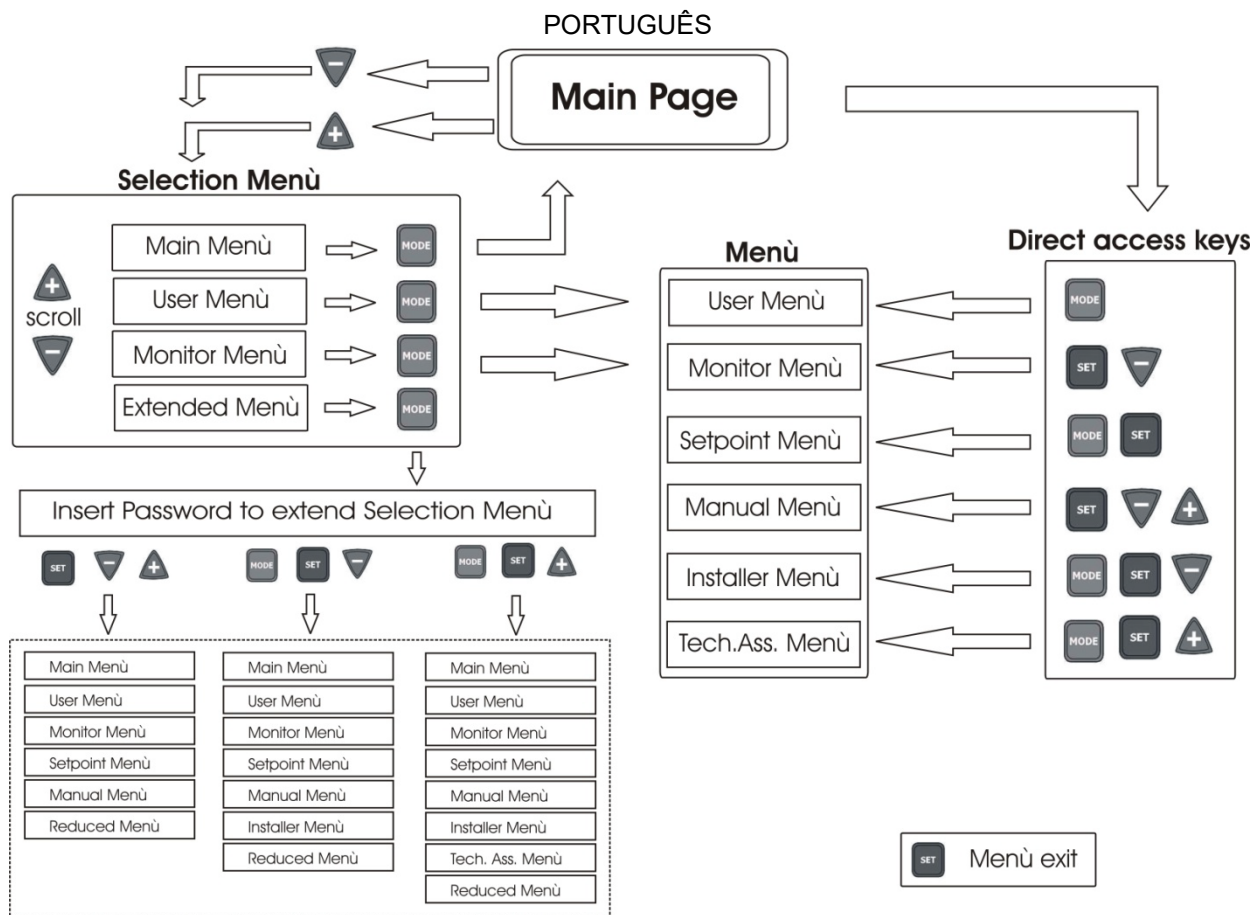 PORTUGUÊS
Main Page
Selection Menù
Main Menù
MODE
User Menù
MODE
scroll
Monitor Menù
MODE
Extended Menù
MODE
Insert Password to extend Selection Menù
SET
MODE SET
MODE SET
Main Menù
User Menù
Monitor Menù
Setpoint Menù
Manual Menù
Reduced Menù
Main Menù
User Menù
Monitor Menù
Setpoint Menù
Manual Menù
Installer Menù
Reduced Menù
Main Menù
User Menù
Monitor Menù
Setpoint Menù
Manual Menù
Installer Menù
Tech. Ass. Menù
Reduced Menù
Menù
User Menù
Monitor Menù
Setpoint Menù
Manual Menù
Installer Menù
Tech.Ass. Menù
Direct access keys
MODE
SET
MODE SET
SET
MODE SET
MODE SET
SET Menù exit